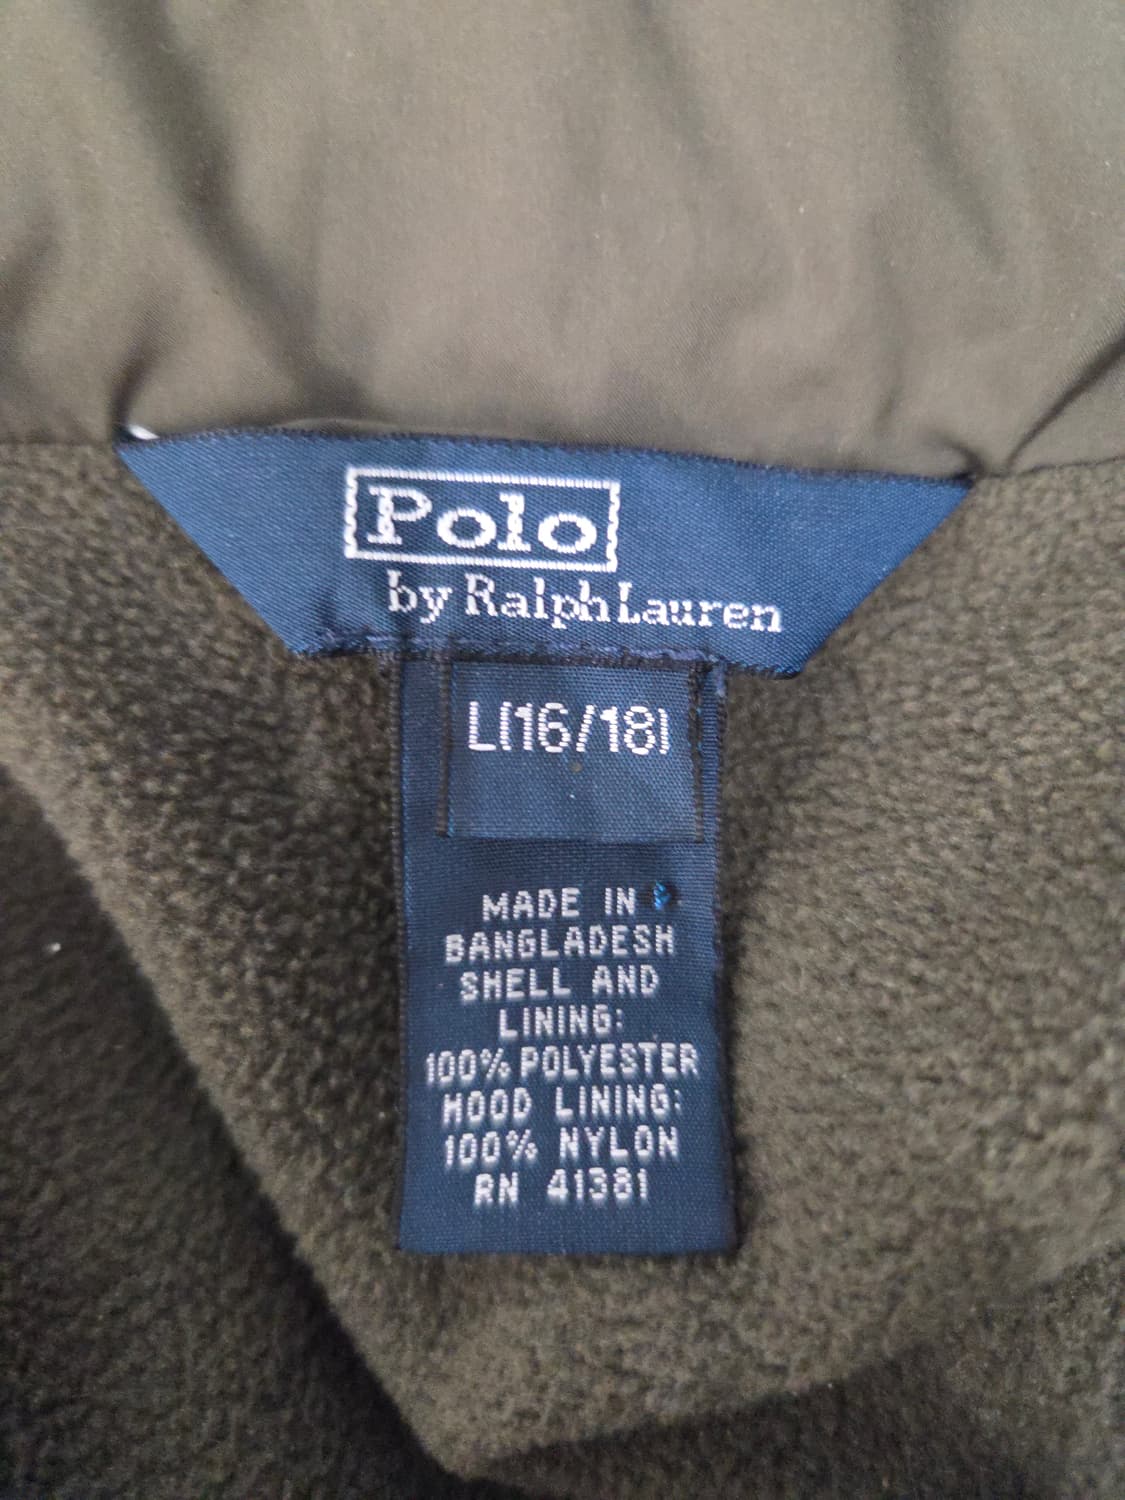 Polo
by Ralph Lauren
L(16/18)
MADE IN
BANGLADESH
SHELL AND
LINING:
100% POLYESTER
HOOD LINING:
100% NYLON
RN 41381